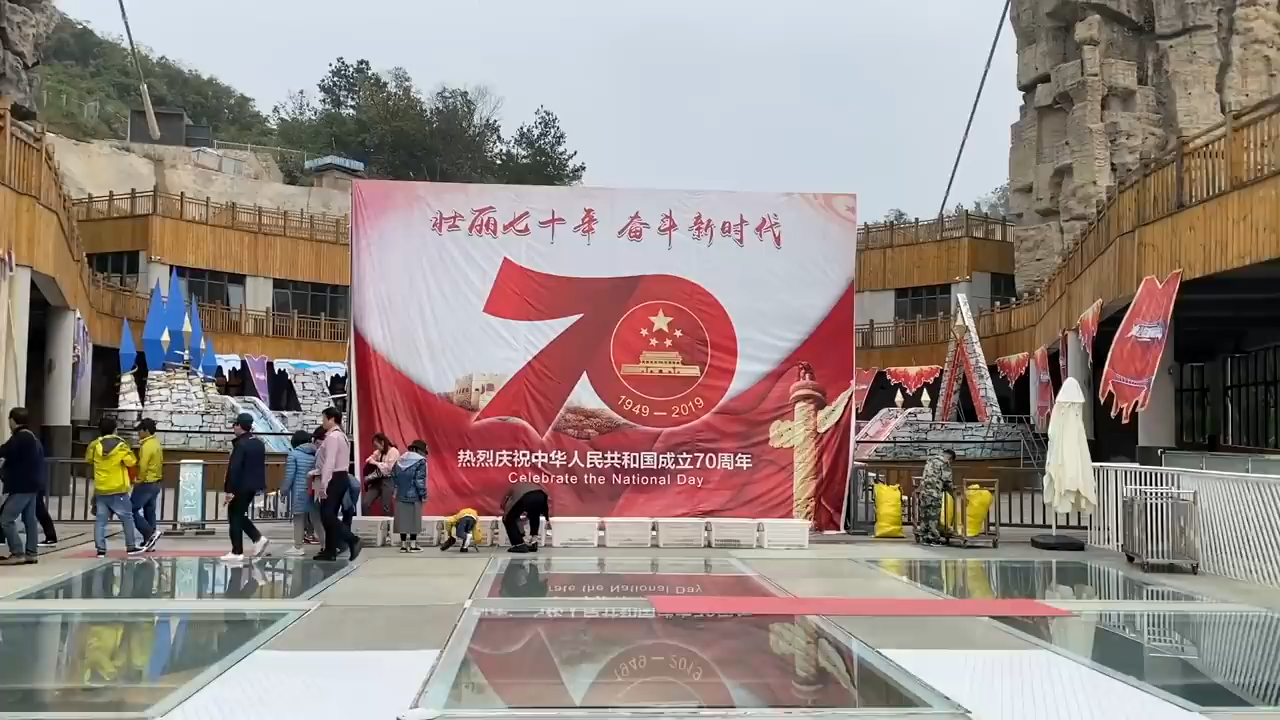 壮丽七十年 奋斗新时代
70
1949—2019
热烈庆祝中华人民共和国成立70周年
Celebrate the National Day